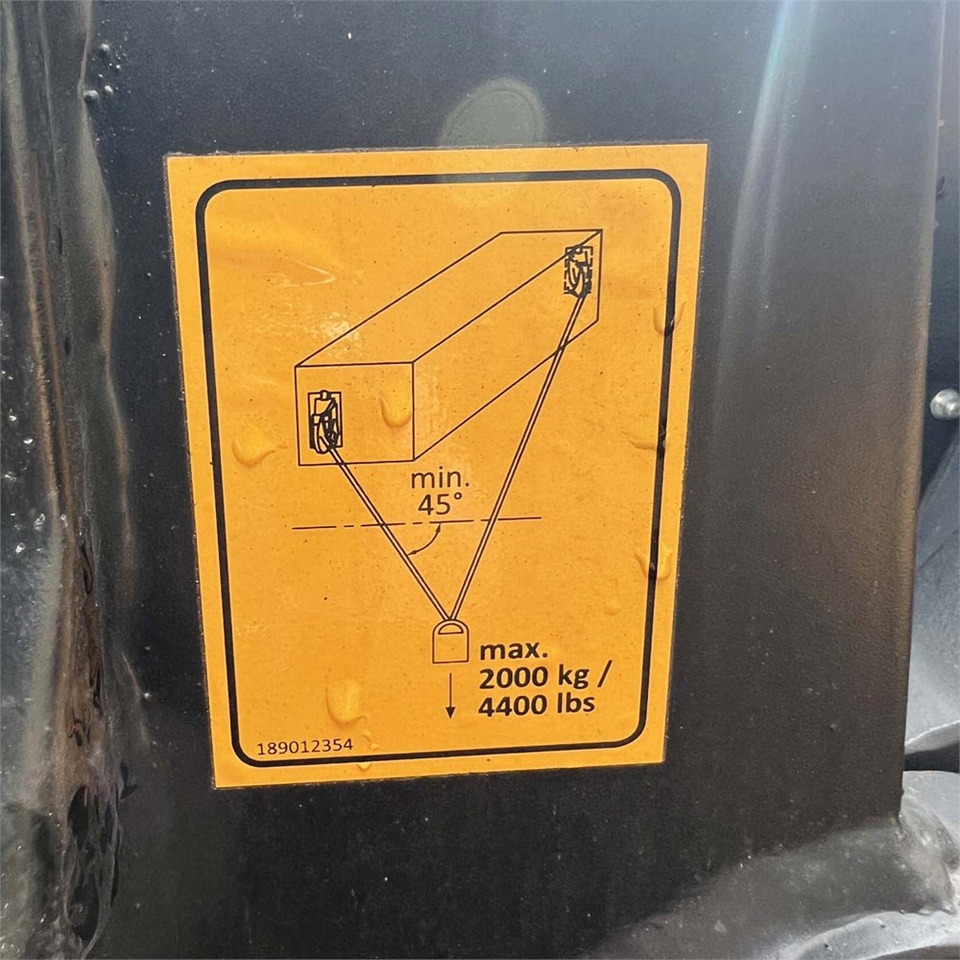 min.
45°
max.
2000 kg /
4400 lbs
189012354